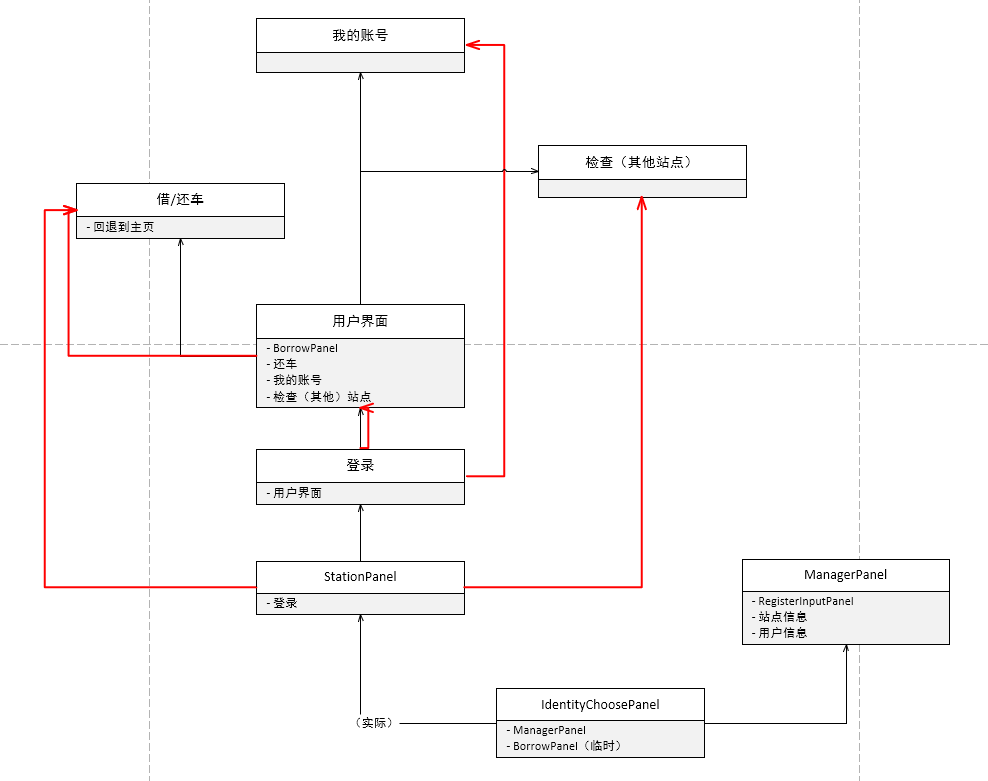 我的账号
检查（其他站点）
借/还车
- 回退到主页
用户界面
- BorrowPanel
- 还车
- 我的账号
- 检查（其他）站点
登录
- 用户界面
StationPanel
- 登录
ManagerPanel
- RegisterInputPanel
- 站点信息
- 用户信息
IdentityChoosePanel
- ManagerPanel
- BorrowPanel（临时）
（实际）